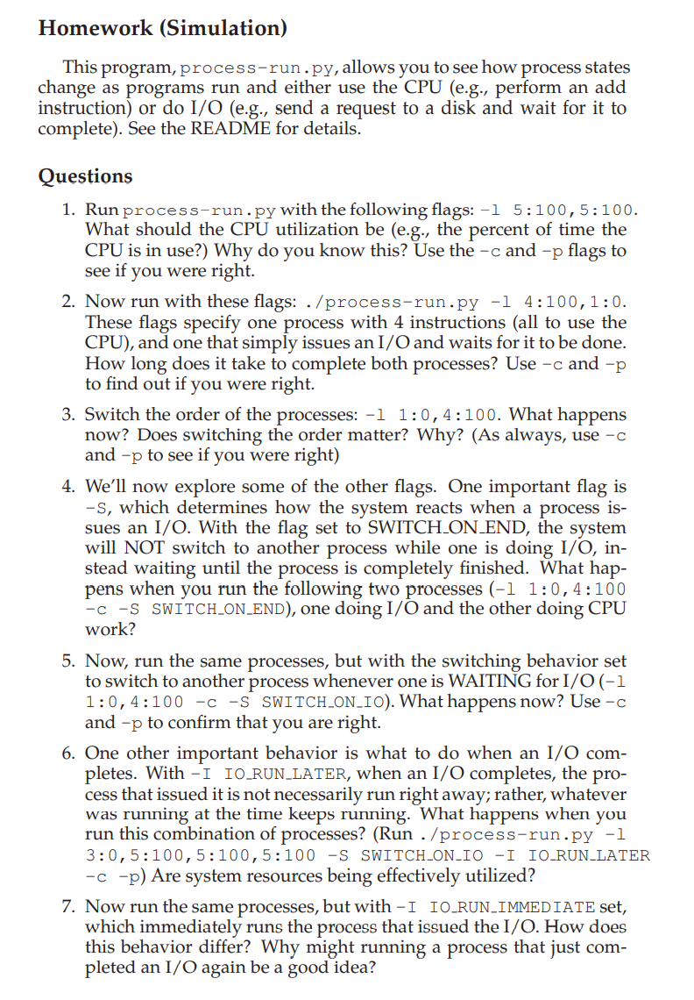 Homework (Simulation)
This program, process-run.py, allows you to see how process states
change as programs run and either use the CPU (e.g., perform an add
instruction) or do I/O (e.g., send a request to a disk and wait for it to
complete). See the README for details.
Questions
1. Run process-run.py with the following flags: -l 5:100,5:100.
What should the CPU utilization be (e.g., the percent of time the
CPU is in use?) Why do you know this? Use the -c and -p flags to
see if you were right.
2. Now run with these flags: ./process-run.py -l 4:100,1:0.
These flags specify one process with 4 instructions (all to use the
CPU), and one that simply issues an I/O and waits for it to be done.
How long does it take to complete both processes? Use -c and -p
to find out if you were right.
3. Switch the order of the processes: -l 1:0,4:100. What happens
now? Does switching the order matter? Why? (As always, use -c
and -p to see if you were right)
4. We'll now explore some of the other flags. One important flag is
-S, which determines how the system reacts when a process is-
sues an I/O. With the flag set to SWITCH_ON_END, the system
will NOT switch to another process while one is doing I/O, in-
stead waiting until the process is completely finished. What hap-
pens when you run the following two processes (-l 1:0,4:100
-c -S SWITCH_ON_END), one doing I/O and the other doing CPU
work?
5. Now, run the same processes, but with the switching behavior set
to switch to another process whenever one is WAITING for I/O (-l
1:0,4:100 -c -S SWITCH_ON_IO). What happens now? Use -c
and -p to confirm that you are right.
6. One other important behavior is what to do when an I/O com-
pletes. With -I IO_RUN_LATER, when an I/O completes, the pro-
cess that issued it is not necessarily run right away; rather, whatever
was running at the time keeps running. What happens when you
run this combination of processes? (Run ./process-run.py -l
3:0,5:100,5:100,5:100 -S SWITCH_ON_IO -I IO_RUN_LATER
-c -p) Are system resources being effectively utilized?
7. Now run the same processes, but with -I IO_RUN_IMMEDIATE set,
which immediately runs the process that issued the I/O. How does
this behavior differ? Why might running a process that just com-
pleted an I/O again be a good idea?